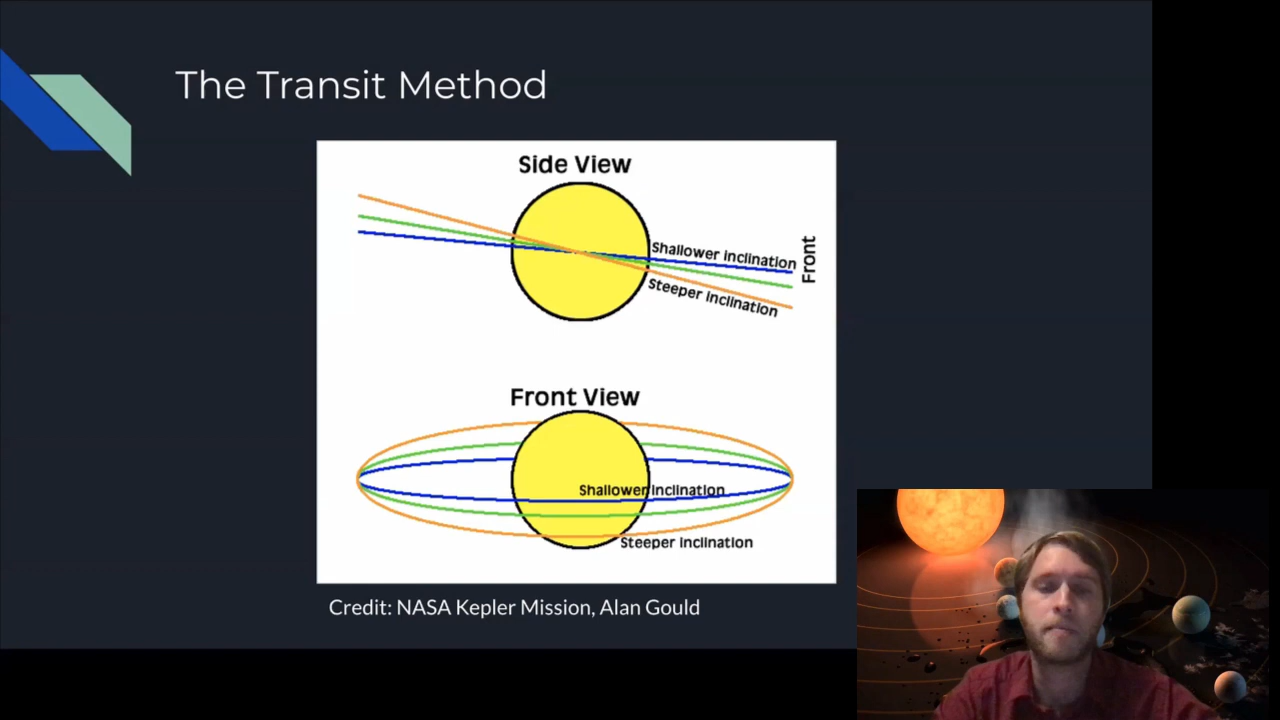 The Transit Method
Side View
Shallower inclination
Front
Steeper inclination
Front View
Shallower inclination
Steeper inclination
Credit: NASA Kepler Mission, Alan Gould